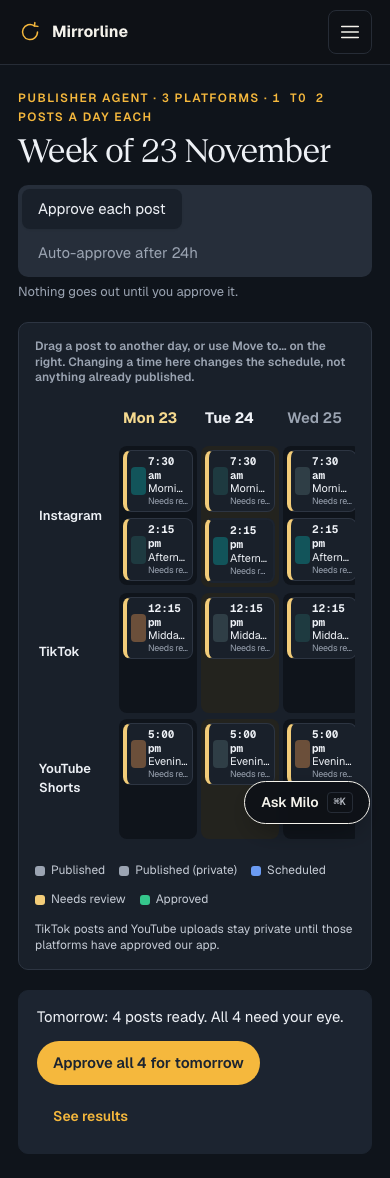 Mirrorline
PUBLISHER AGENT · 3 PLATFORMS · 1 TO 2
POSTS A DAY EACH
Week of 23 November
Approve each post
Auto-approve after 24h
Nothing goes out until you approve it.
Drag a post to another day, or use Move to… on the
right. Changing a time here changes the schedule, not
anything already published.
Mon 23 Tue 24 Wed 25
Instagram
7:30 am Morni… Needs re…
7:30 am Morni… Needs re…
7:30 am Morni… Needs re…
2:15 pm Aftern… Needs re…
2:15 pm Aftern… Needs r…
2:15 pm Aftern… Needs re…
TikTok
12:15 pm Midda… Needs re…
12:15 pm Midda… Needs re…
12:15 pm Midda… Needs re…
YouTube
Shorts
5:00 pm Evenin… Needs re…
5:00 pm Evenin… Needs re…
5:00 pm Evenin… Needs re…
Ask Milo ⌘K
Published Published (private) Scheduled
Needs review Approved
TikTok posts and YouTube uploads stay private until those
platforms have approved our app.
Tomorrow: 4 posts ready. All 4 need your eye.
Approve all 4 for tomorrow
See results